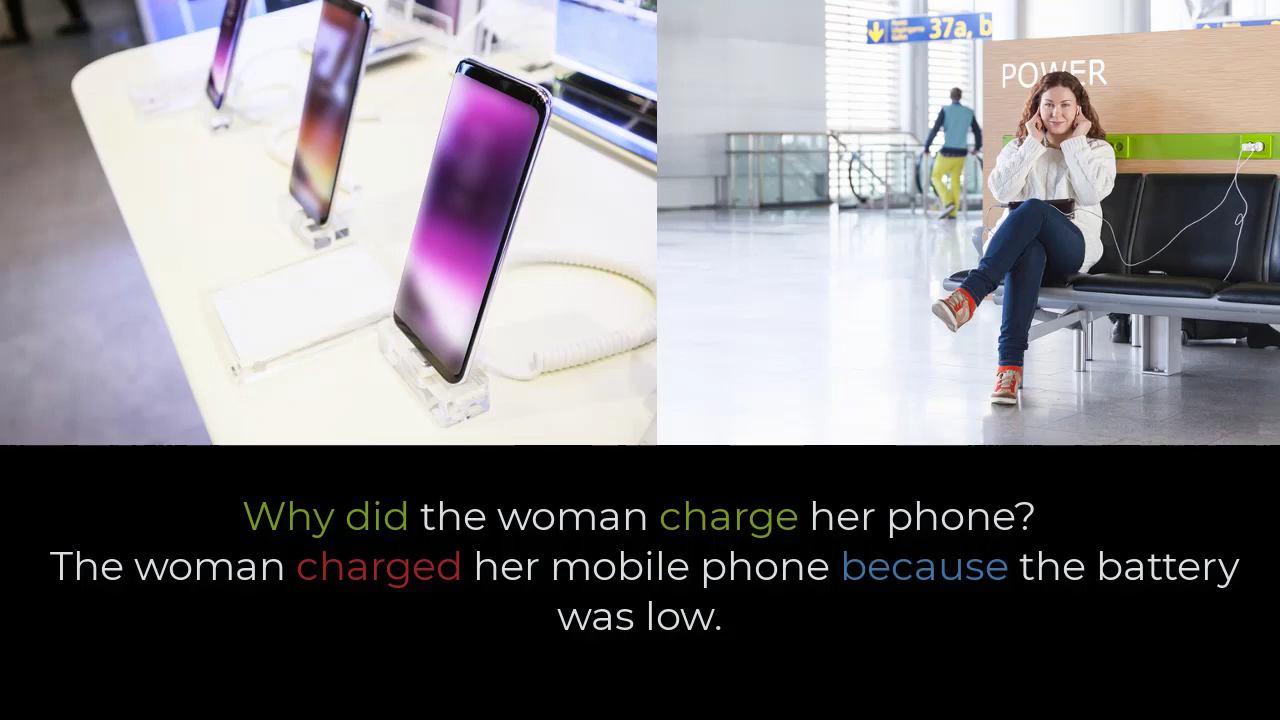 37a, b
POWER
Why did the woman charge her phone?
The woman charged her mobile phone because the battery
was low.